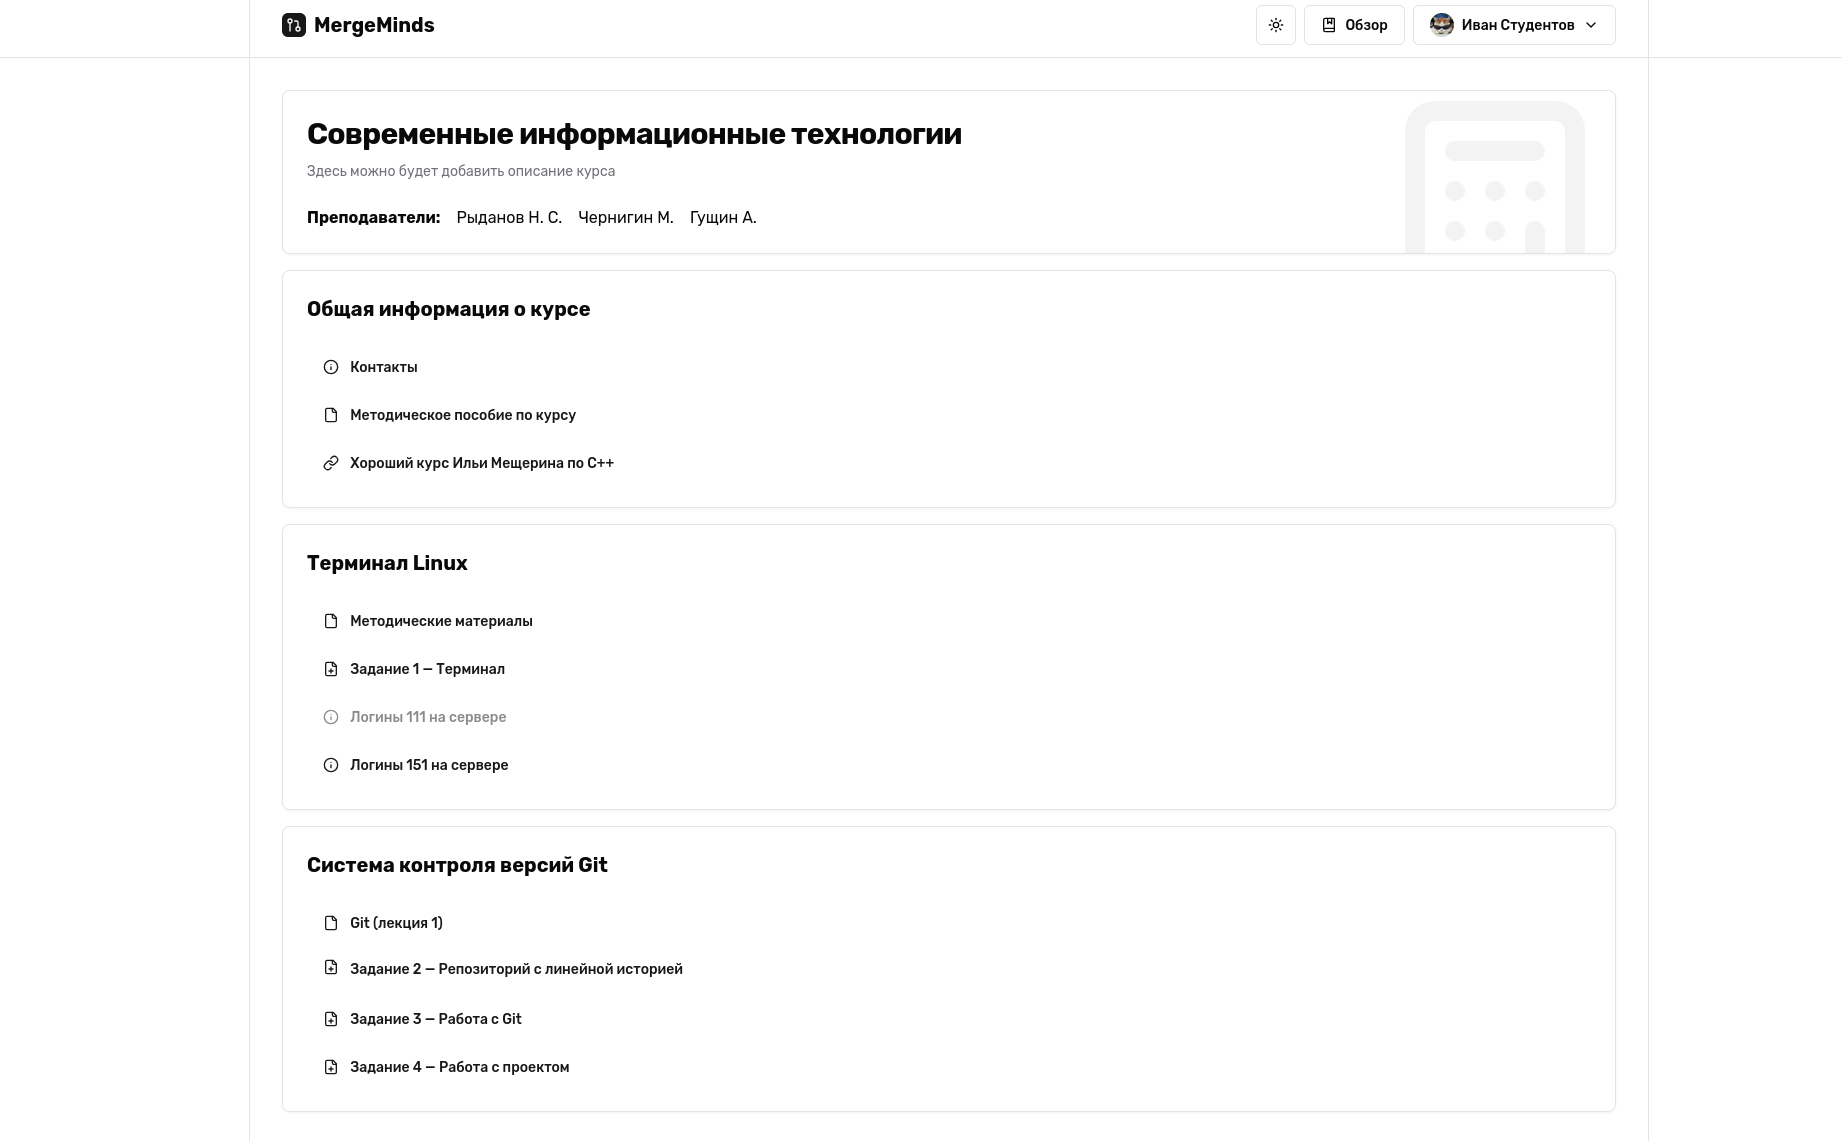 MergeMinds
Обзор
Иван Студентов
Современные информационные технологии
Здесь можно будет добавить описание курса
Преподаватели: Рыданов Н. С. Чернигин М. Гущин А.
Общая информация о курсе
Контакты
Методическое пособие по курсу
Хороший курс Ильи Мещерина по C++
Терминал Linux
Методические материалы
Задание 1 — Терминал
Логины 111 на сервере
Логины 151 на сервере
Система контроля версий Git
Git (лекция 1)
Задание 2 — Репозиторий с линейной историей
Задание 3 — Работа с Git
Задание 4 — Работа с проектом